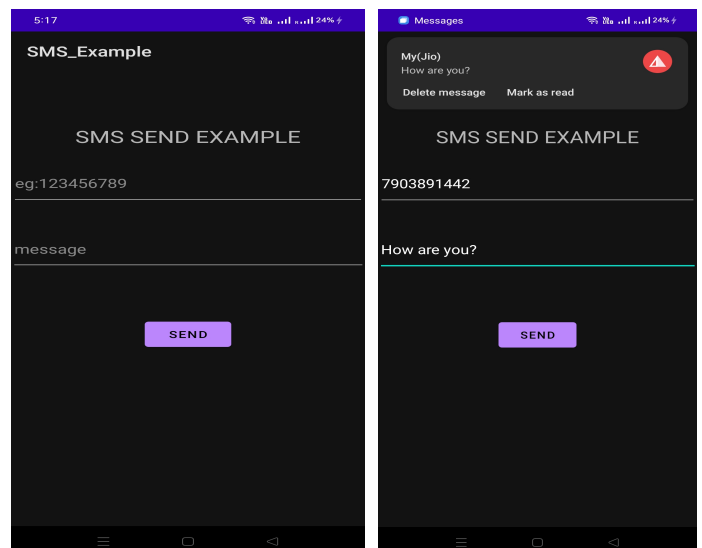 5:17
24%
SMS_Example
SMS SEND EXAMPLE
eg:123456789
message
SEND
Messages
24%
My(Jio)
How are you?
Delete message Mark as read
SMS SEND EXAMPLE
7903891442
How are you?
SEND